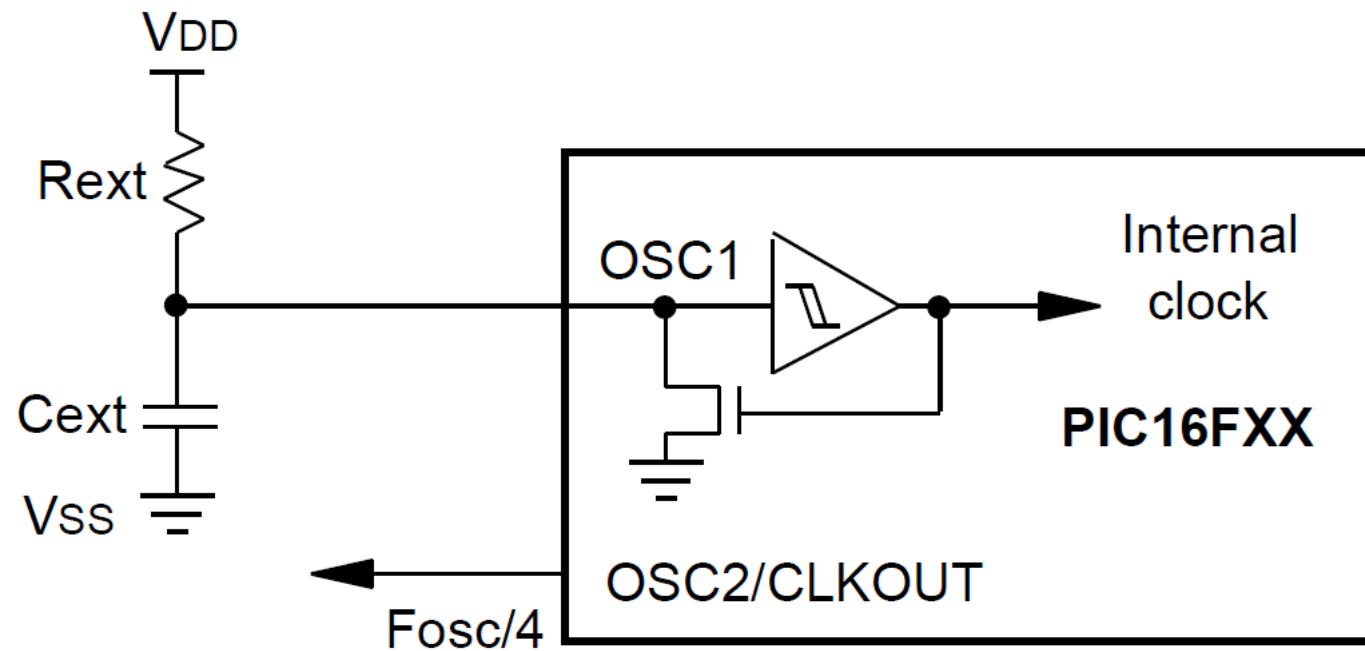 VDD
Rext
Cext
VSS
OSC1
Internal
clock
PIC16FXX
OSC2/CLKOUT
Fosc/4